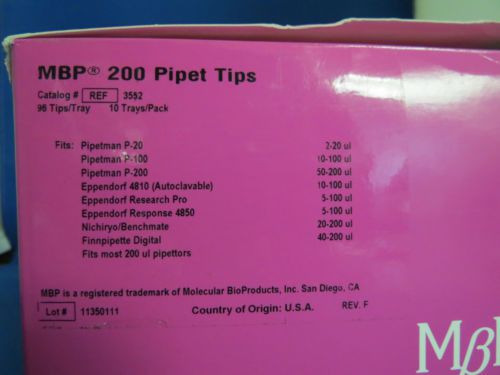 MBP® 200 Pipet Tips
Catalog # REF 3552
96 Tips/Tray 10 Trays/Pack
Fits: Pipetman P-20 2-20 ul
Pipetman P-100 10-100 ul
Pipetman P-200 50-200 ul
Eppendorf 4810 (Autoclavable) 10-100 ul
Eppendorf Research Pro 5-100 ul
Eppendorf Response 4850 5-100 ul
Nichiryo/Benchmate 20-200 ul
Finnpipette Digital 40-200 ul
Fits most 200 ul pipettors
MBP is a registered trademark of Molecular BioProducts, Inc. San Diego, CA
Lot # 11350111 Country of Origin: U.S.A. REV. F
Mβ